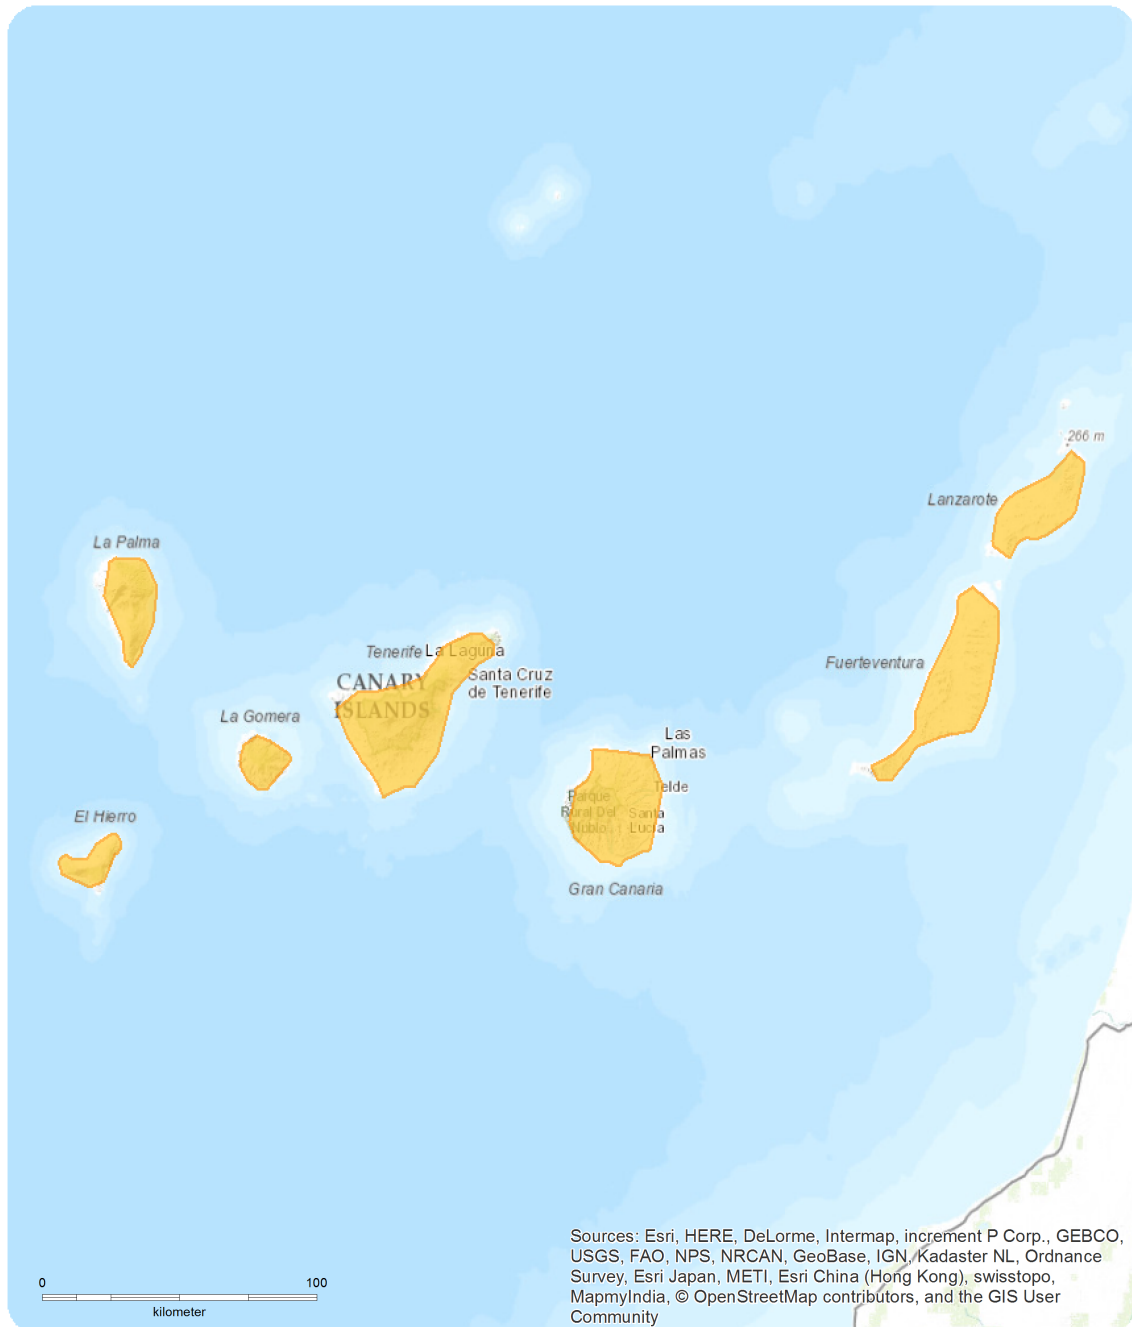 266 m
Lanzarote
La Palma
Tenerife
La Laguna
Fuerteventura
Santa Cruz
de Tenerife
CANARY
ISLANDS
La Gomera
Las
Palmas
Telde
Parque
Rural Del
Nublo
Santa
Lucía
El Hierro
Gran Canaria
Sources: Esri, HERE, DeLorme, Intermap, increment P Corp., GEBCO,
USGS, FAO, NPS, NRCAN, GeoBase, IGN, Kadaster NL, Ordnance
Survey, Esri Japan, METI, Esri China (Hong Kong), swisstopo,
MapmyIndia, © OpenStreetMap contributors, and the GIS User
Community
0 100
kilometer